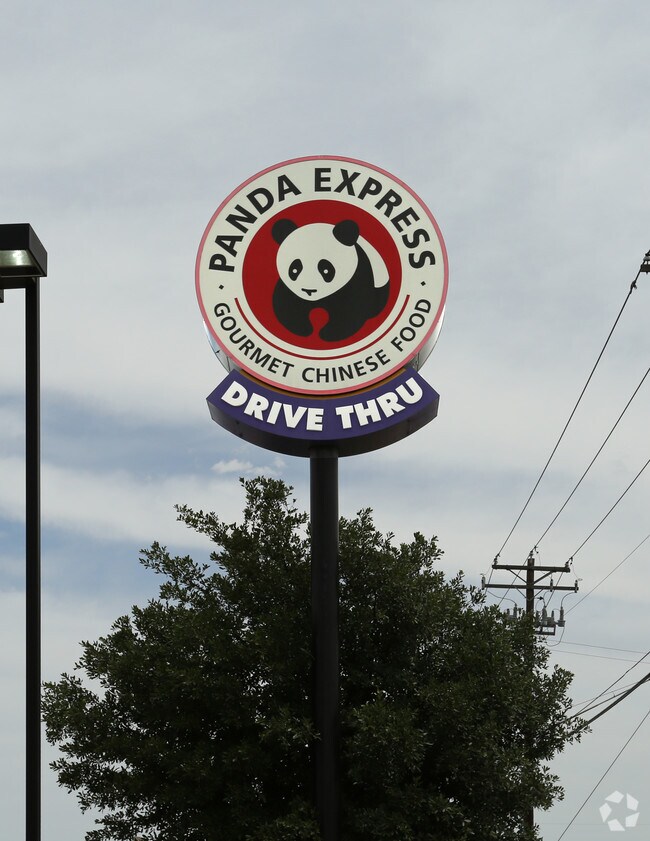 PANDA EXPRESS
GOURMET CHINESE FOOD
DRIVE THRU